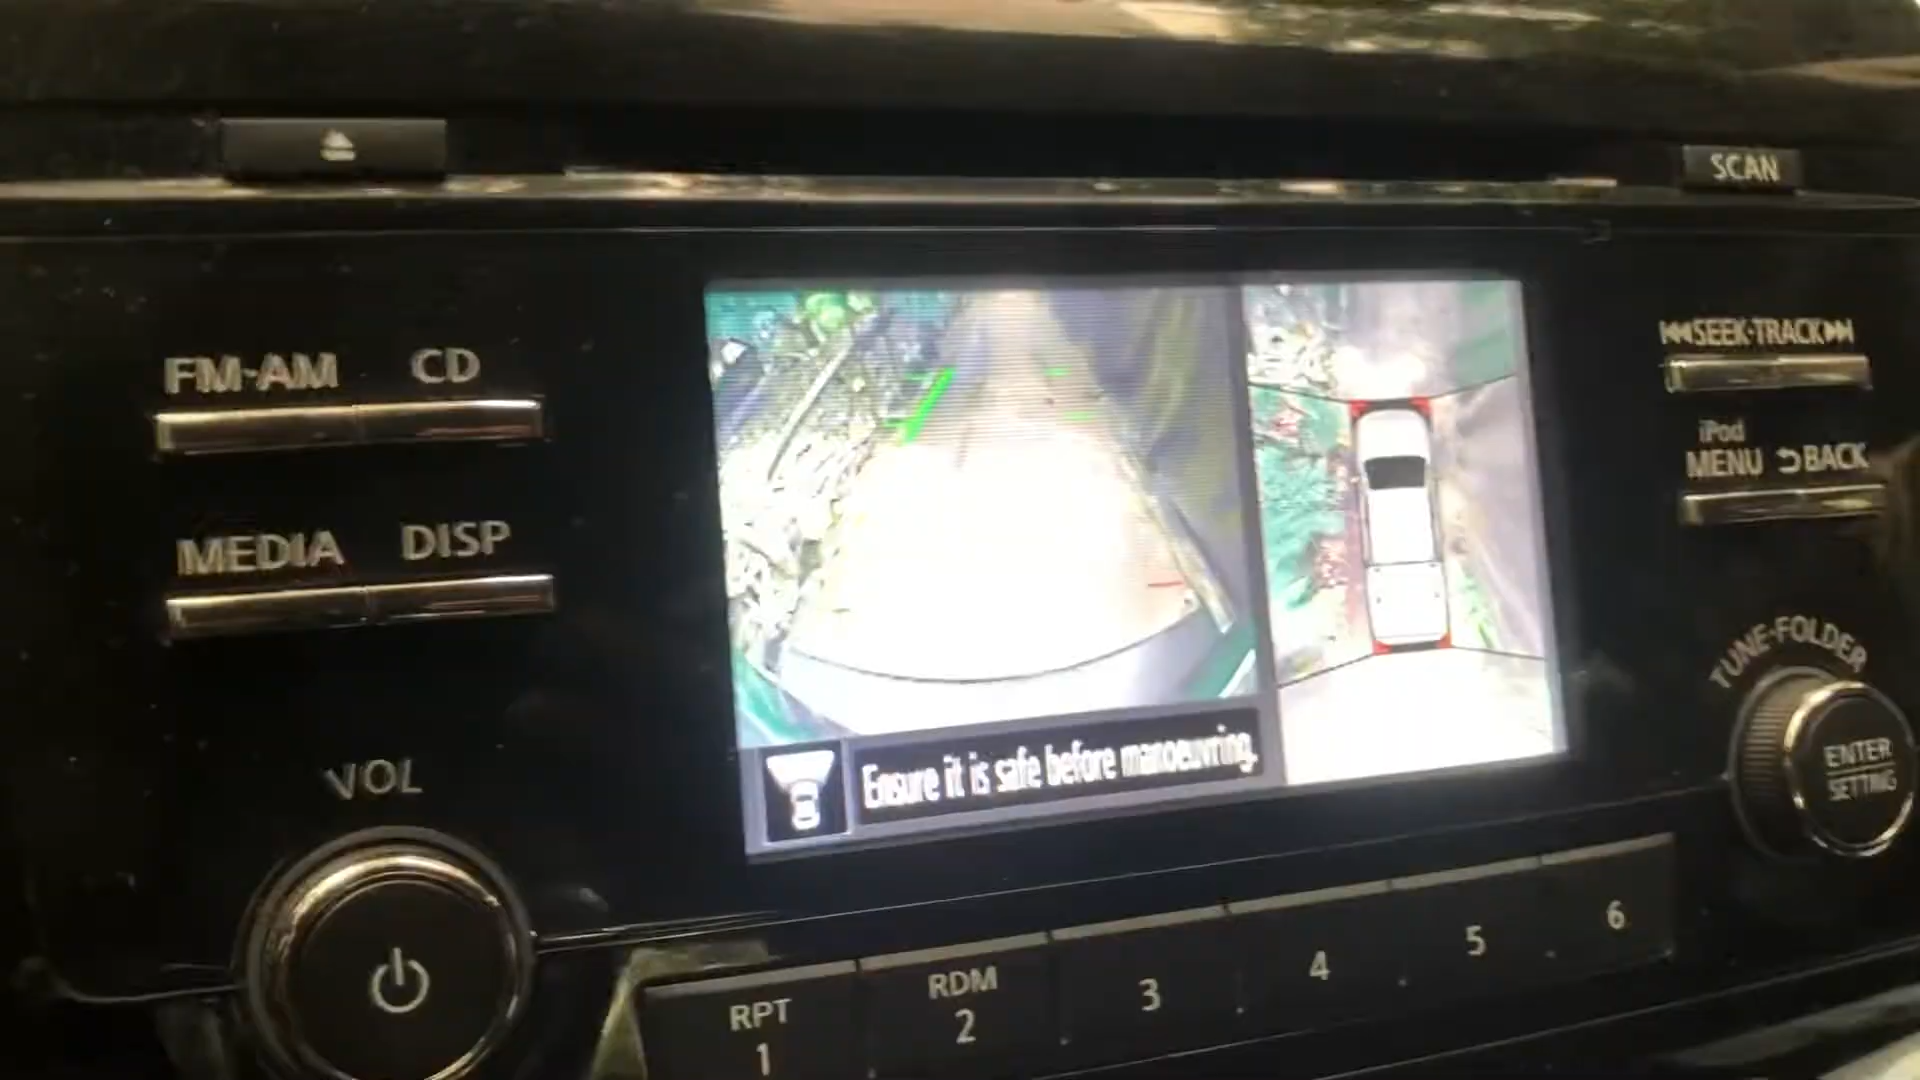 SCAN
FM·AM CD
SEEK·TRACK
iPod
MENU BACK
MEDIA DISP
TUNE·FOLDER
ENTER
SETTING
VOL
Ensure it is safe before manoeuvring.
RPT
1
RDM
2
3
4
5
6